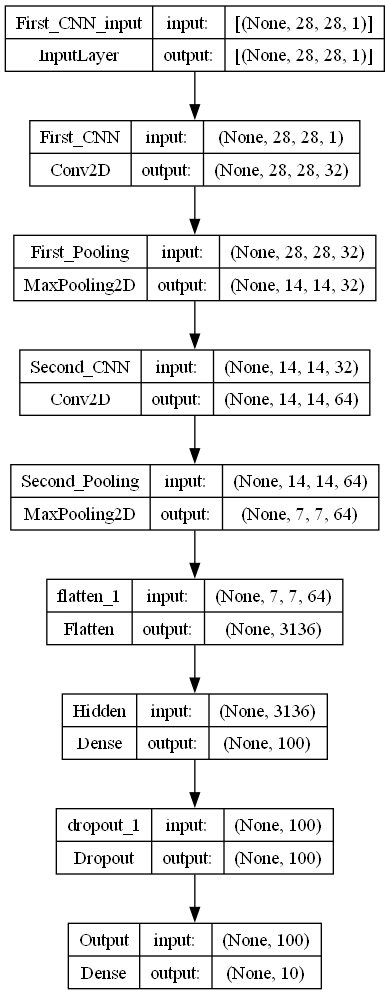 First_CNN_input input: [(None, 28, 28, 1)]
InputLayer output: [(None, 28, 28, 1)]
First_CNN input: (None, 28, 28, 1)
Conv2D output: (None, 28, 28, 32)
First_Pooling input: (None, 28, 28, 32)
MaxPooling2D output: (None, 14, 14, 32)
Second_CNN input: (None, 14, 14, 32)
Conv2D output: (None, 14, 14, 64)
Second_Pooling input: (None, 14, 14, 64)
MaxPooling2D output: (None, 7, 7, 64)
flatten_1 input: (None, 7, 7, 64)
Flatten output: (None, 3136)
Hidden input: (None, 3136)
Dense output: (None, 100)
dropout_1 input: (None, 100)
Dropout output: (None, 100)
Output input: (None, 100)
Dense output: (None, 10)